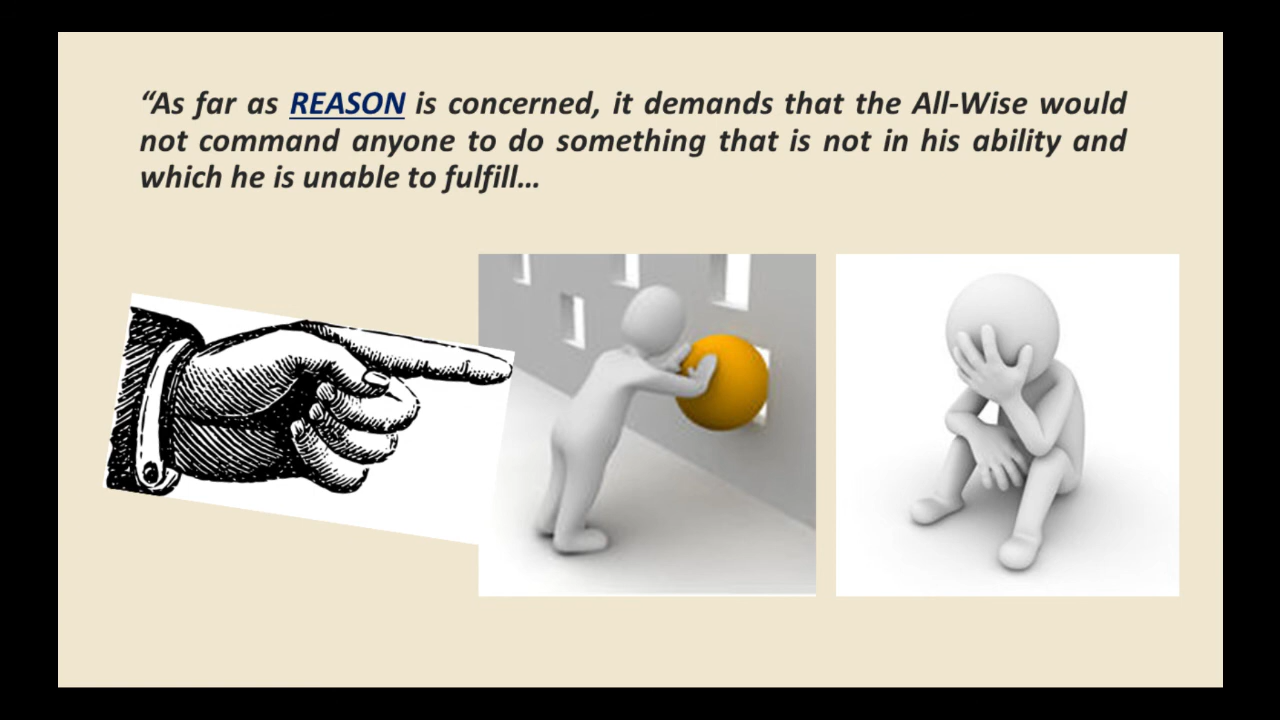 “As far as REASON is concerned, it demands that the All-Wise would
not command anyone to do something that is not in his ability and
which he is unable to fulfill...